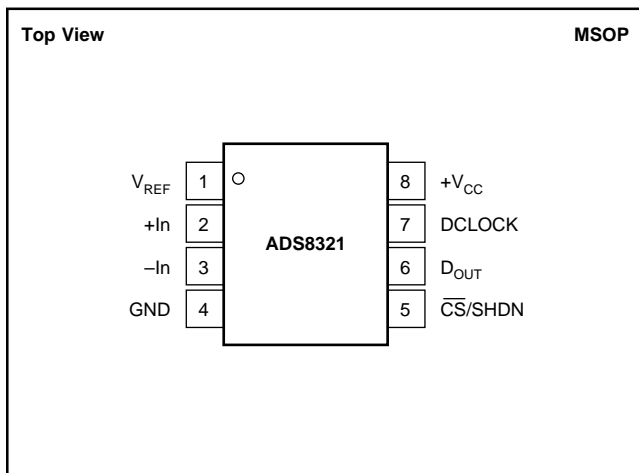 Top View
MSOP
V_REF 1
+In 2
–In 3
GND 4
ADS8321
8 +V_CC
7 DCLOCK
6 D_OUT
5 C̅S̅/SHDN